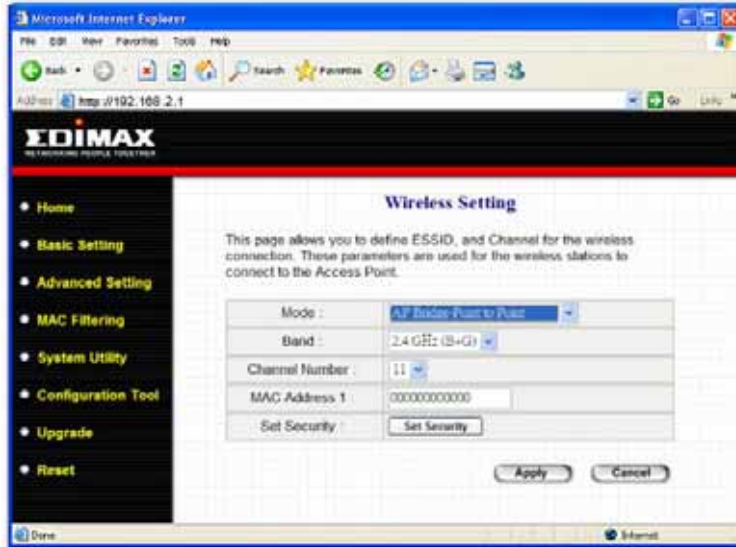 Microsoft Internet Explorer
File Edit View Favorites Tools Help
Back Search Favorites
Address http://192.168.2.1 Go Links
EDIMAX
NETWORKING PEOPLE TOGETHER
Home
Basic Setting
Advanced Setting
MAC Filtering
System Utility
Configuration Tool
Upgrade
Reset
Wireless Setting
This page allows you to define ESSID, and Channel for the wireless
connection. These parameters are used for the wireless stations to
connect to the Access Point.
Mode : AP Bridge-Point to Point
Band : 2.4 GHz (B+G)
Channel Number : 11
MAC Address 1 000000000000
Set Security : Set Security
Apply Cancel
Done Internet